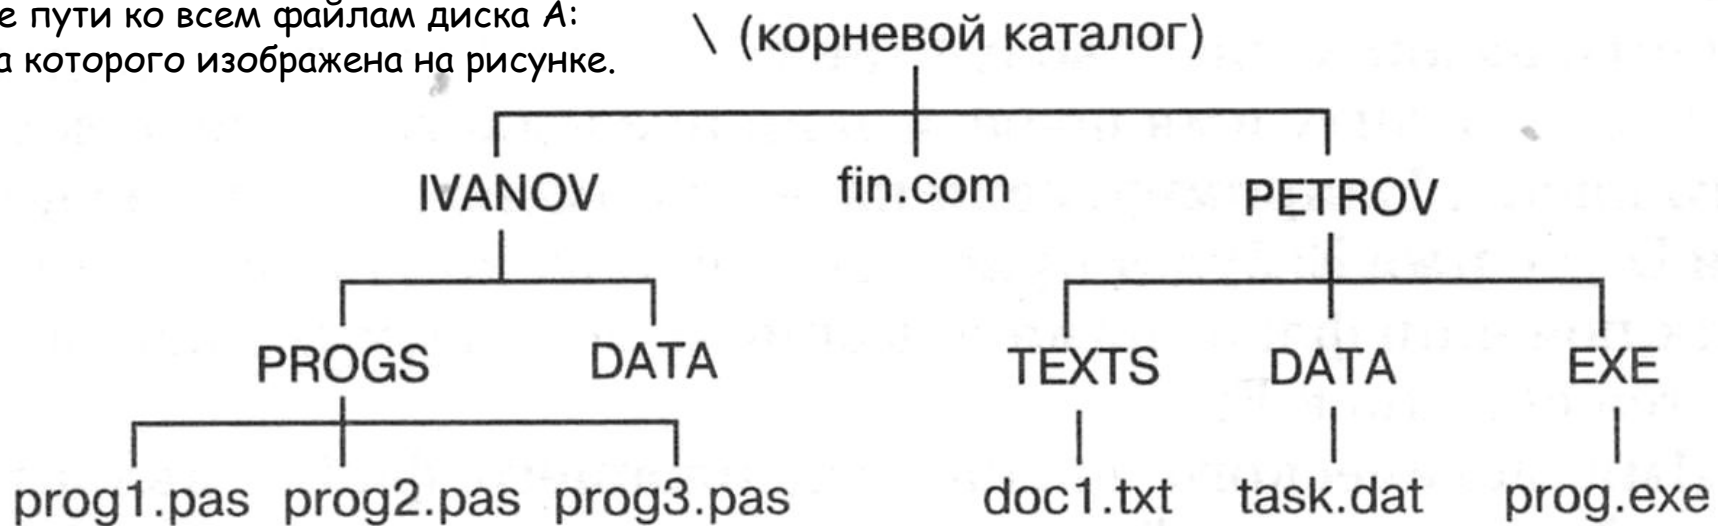 е пути ко всем файлам диска А:
а которого изображена на рисунке.
\ (корневой каталог)
IVANOV fin.com PETROV
PROGS DATA TEXTS DATA EXE
prog1.pas prog2.pas prog3.pas doc1.txt task.dat prog.exe